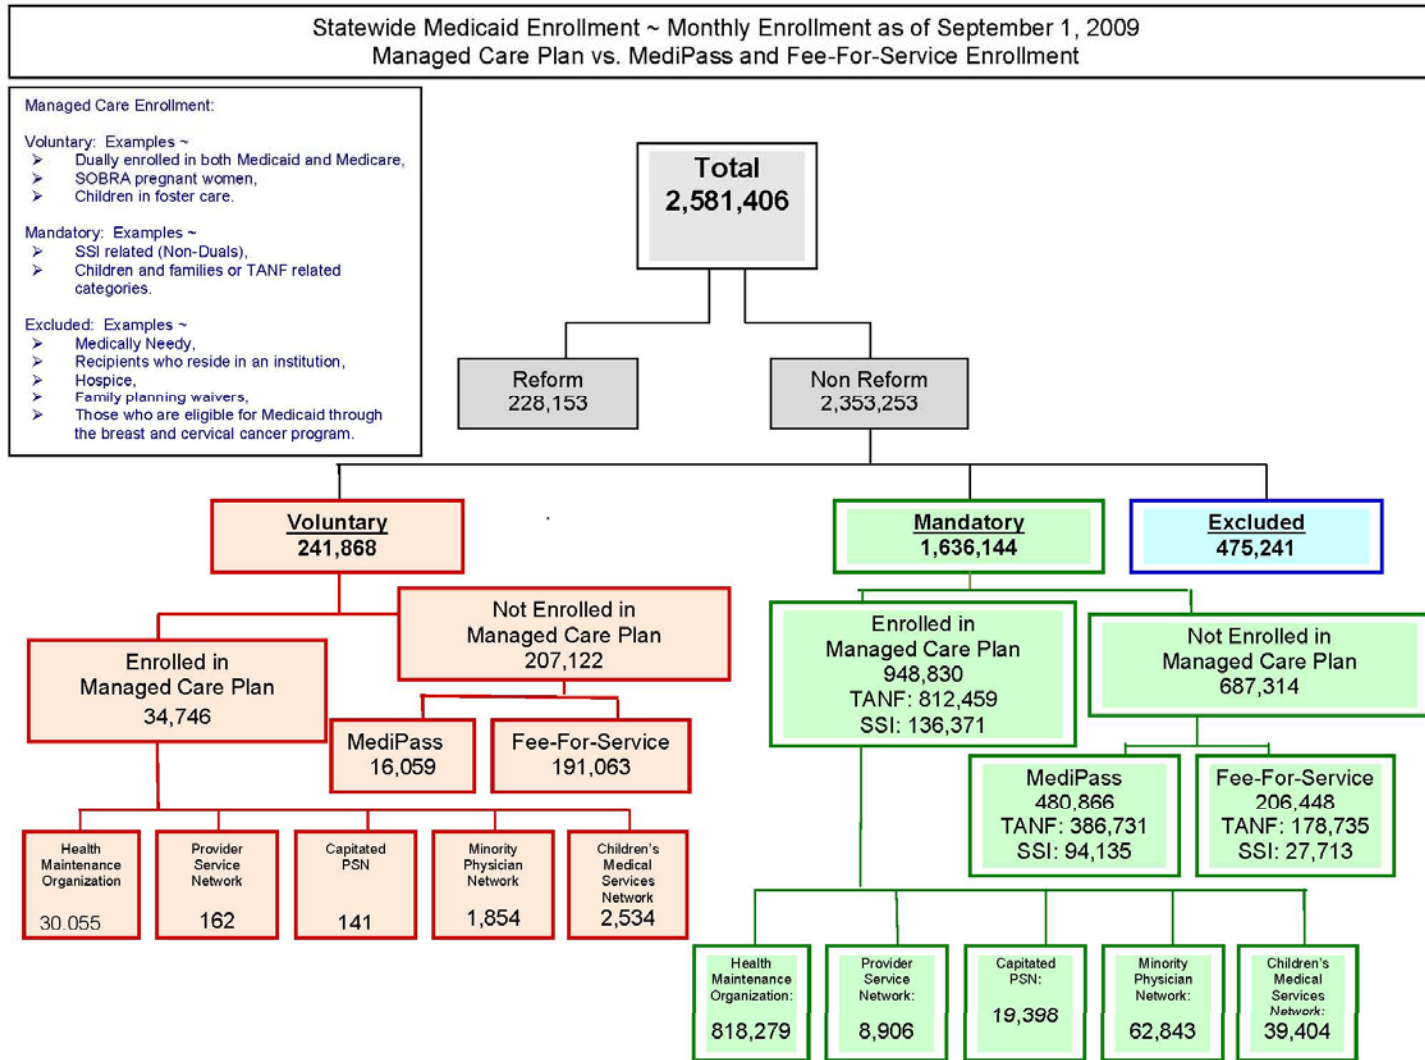 Statewide Medicaid Enrollment ~ Monthly Enrollment as of September 1, 2009
Managed Care Plan vs. MediPass and Fee-For-Service Enrollment
Managed Care Enrollment:
Voluntary: Examples ~
➢ Dually enrolled in both Medicaid and Medicare,
➢ SOBRA pregnant women,
➢ Children in foster care.
Mandatory: Examples ~
➢ SSI related (Non-Duals),
➢ Children and families or TANF related
categories.
Excluded: Examples ~
➢ Medically Needy,
➢ Recipients who reside in an institution,
➢ Hospice,
➢ Family planning waivers,
➢ Those who are eligible for Medicaid through
the breast and cervical cancer program.
Total
2,581,406
Reform
228,153
Non Reform
2,353,253
Voluntary
241,868
Mandatory
1,636,144
Excluded
475,241
Enrolled in
Managed Care Plan
34,746
Not Enrolled in
Managed Care Plan
207,122
MediPass
16,059
Fee-For-Service
191,063
Health
Maintenance
Organization
30.055
Provider
Service
Network
162
Capitated
PSN
141
Minority
Physician
Network
1,854
Children's
Medical
Services
Network
2,534
Enrolled in
Managed Care Plan
948,830
TANF: 812,459
SSI: 136,371
Not Enrolled in
Managed Care Plan
687,314
MediPass
480,866
TANF: 386,731
SSI: 94,135
Fee-For-Service
206,448
TANF: 178,735
SSI: 27,713
Health
Maintenance
Organization:
818,279
Provider
Service
Network:
8,906
Capitated
PSN:
19,398
Minority
Physician
Network:
62,843
Children's
Medical
Services
Network:
39,404